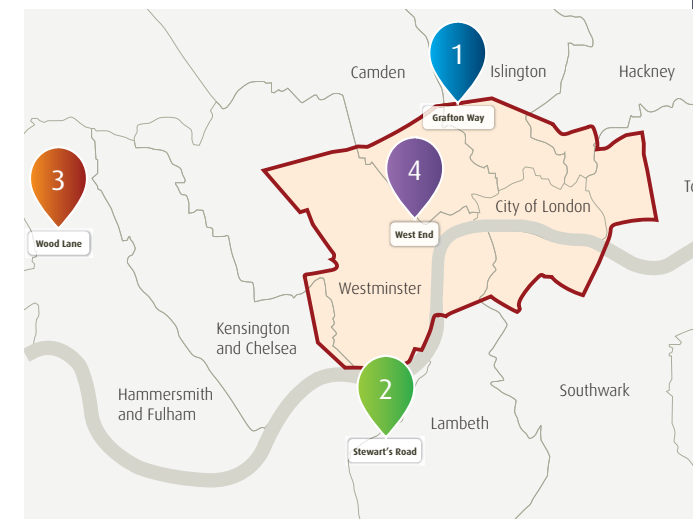 1
Camden
Islington
Hackney
Grafton Way
3
4
City of London
Wood Lane
West End
Westminster
Kensington
and Chelsea
2
Hammersmith
and Fulham
Southwark
Lambeth
Stewart's Road